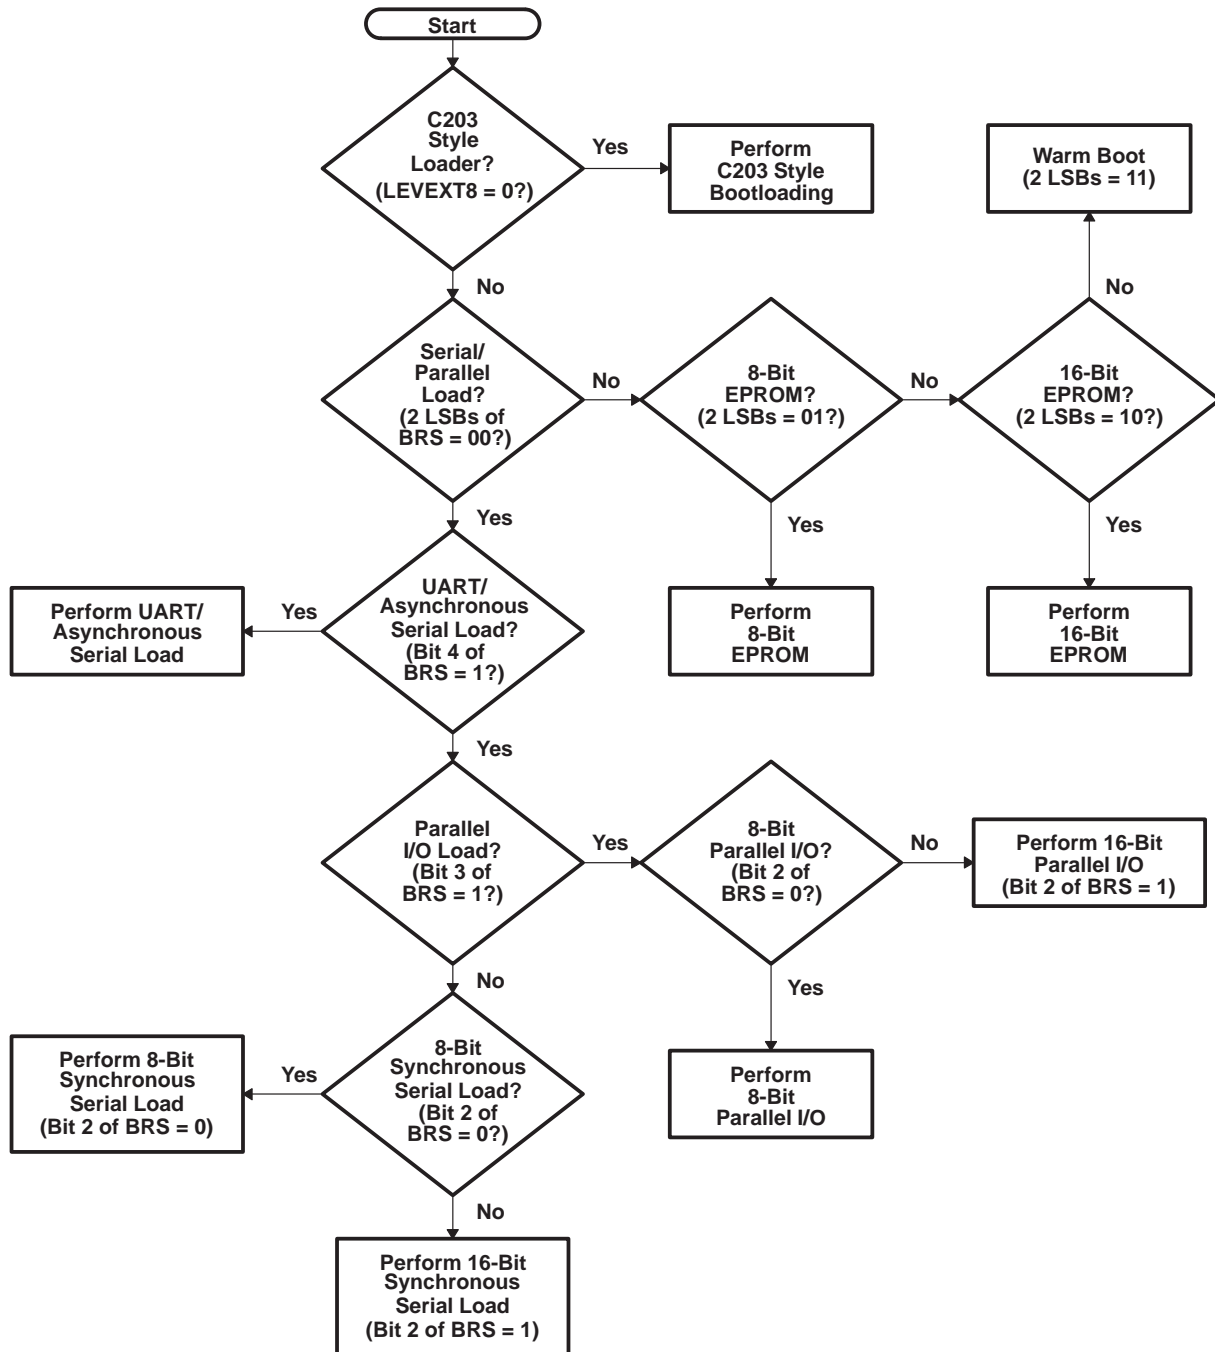 Start
C203
Style
Loader?
(LEVEXT8 = 0?)
Yes
Perform
C203 Style
Bootloading
Warm Boot
(2 LSBs = 11)
No
No
Serial/
Parallel
Load?
(2 LSBs of
BRS = 00?)
No
8-Bit
EPROM?
(2 LSBs = 01?)
No
16-Bit
EPROM?
(2 LSBs = 10?)
Yes
Yes
Yes
UART/
Asynchronous
Serial Load?
(Bit 4 of
BRS = 1?)
Yes
Perform UART/
Asynchronous
Serial Load
Perform
8-Bit
EPROM
Perform
16-Bit
EPROM
Yes
Parallel
I/O Load?
(Bit 3 of
BRS = 1?)
Yes
8-Bit
Parallel I/O?
(Bit 2 of
BRS = 0?)
No
Perform 16-Bit
Parallel I/O
(Bit 2 of BRS = 1)
No
Yes
Perform 8-Bit
Synchronous
Serial Load
(Bit 2 of BRS = 0)
Yes
8-Bit
Synchronous
Serial Load?
(Bit 2 of
BRS = 0?)
Perform
8-Bit
Parallel I/O
No
Perform 16-Bit
Synchronous
Serial Load
(Bit 2 of BRS = 1)